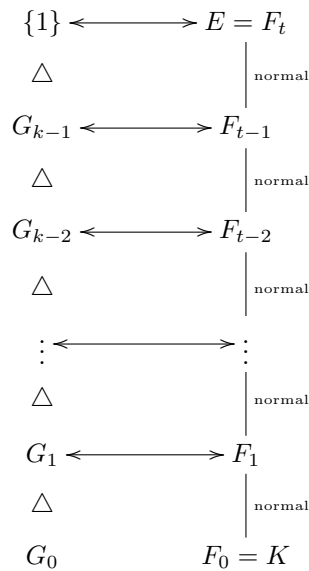 {1} ⟷ E = F_t
△ normal
G_{k−1} ⟷ F_{t−1}
△ normal
G_{k−2} ⟷ F_{t−2}
△ normal
⋮ ⟷ ⋮
△ normal
G_1 ⟷ F_1
△ normal
G_0 F_0 = K